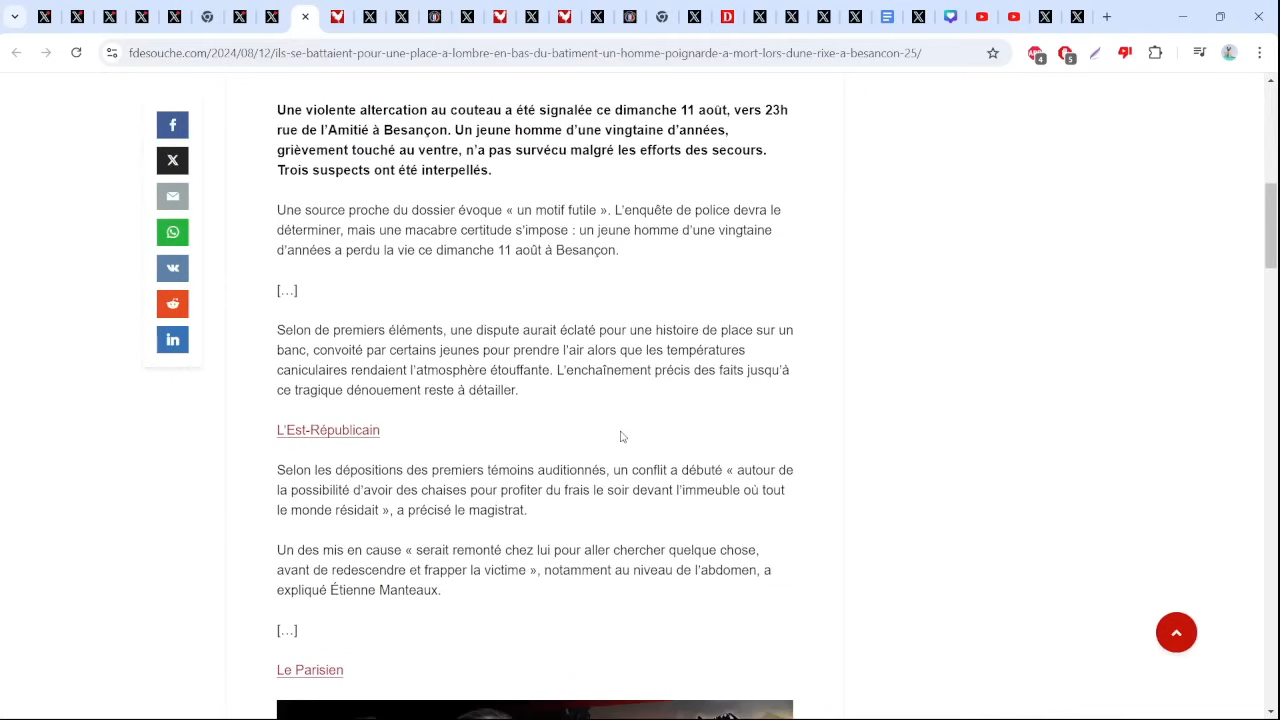 fdesouche.com/2024/08/12/ils-se-battaient-pour-une-place-a-lombre-en-bas-du-batiment-un-homme-poignarde-a-mort-lors-dune-rixe-a-besancon-25/
4
5
Une violente altercation au couteau a été signalée ce dimanche 11 août, vers 23h
rue de l’Amitié à Besançon. Un jeune homme d’une vingtaine d’années,
grièvement touché au ventre, n’a pas survécu malgré les efforts des secours.
Trois suspects ont été interpellés.
Une source proche du dossier évoque « un motif futile ». L’enquête de police devra le
déterminer, mais une macabre certitude s’impose : un jeune homme d’une vingtaine
d’années a perdu la vie ce dimanche 11 août à Besançon.
[…]
Selon de premiers éléments, une dispute aurait éclaté pour une histoire de place sur un
banc, convoité par certains jeunes pour prendre l’air alors que les températures
caniculaires rendaient l’atmosphère étouffante. L’enchaînement précis des faits jusqu’à
ce tragique dénouement reste à détailler.
L’Est-Républicain
Selon les dépositions des premiers témoins auditionnés, un conflit a débuté « autour de
la possibilité d’avoir des chaises pour profiter du frais le soir devant l’immeuble où tout
le monde résidait », a précisé le magistrat.
Un des mis en cause « serait remonté chez lui pour aller chercher quelque chose,
avant de redescendre et frapper la victime », notamment au niveau de l’abdomen, a
expliqué Étienne Manteaux.
[…]
Le Parisien